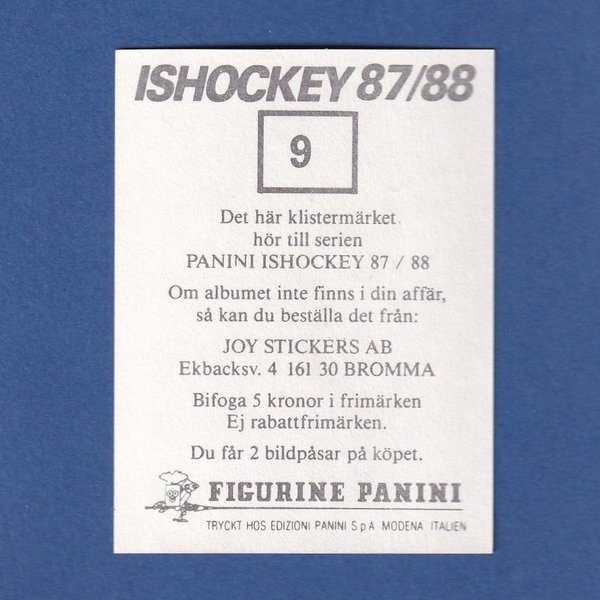 ISHOCKEY 87/88
9
Det här klistermärket
hör till serien
PANINI ISHOCKEY 87 / 88
Om albumet inte finns i din affär,
så kan du beställa det från:
JOY STICKERS AB
Ekbacksv. 4 161 30 BROMMA
Bifoga 5 kronor i frimärken
Ej rabattfrimärken.
Du får 2 bildpåsar på köpet.
FIGURINE PANINI
TRYCKT HOS EDIZIONI PANINI S p A MODENA ITALIEN